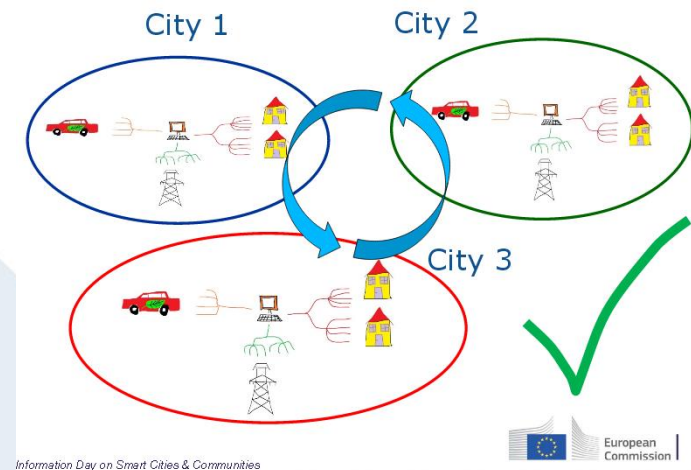 City 1
City 2
City 3
European
Commission
Information Day on Smart Cities & Communities